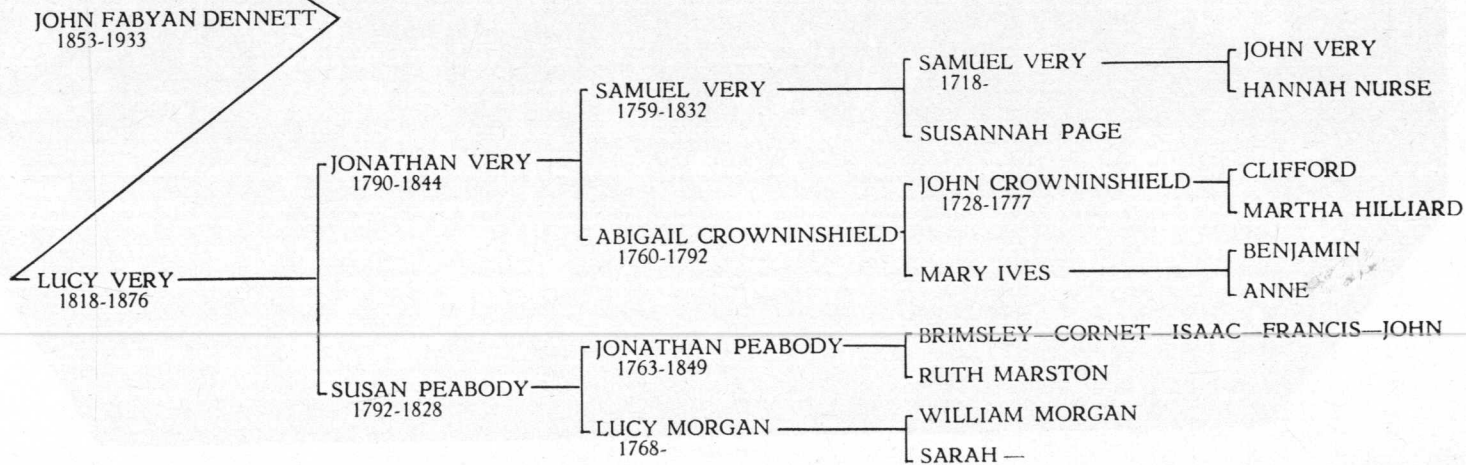 JOHN FABYAN DENNETT
1853-1933
LUCY VERY
1818-1876
JONATHAN VERY
1790-1844
SUSAN PEABODY
1792-1828
SAMUEL VERY
1759-1832
ABIGAIL CROWNINSHIELD
1760-1792
JONATHAN PEABODY
1763-1849
LUCY MORGAN
1768-
SAMUEL VERY
1718-
SUSANNAH PAGE
JOHN CROWNINSHIELD
1728-1777
MARY IVES
BRIMSLEY—CORNET—ISAAC—FRANCIS—JOHN
RUTH MARSTON
WILLIAM MORGAN
SARAH —
JOHN VERY
HANNAH NURSE
CLIFFORD
MARTHA HILLIARD
BENJAMIN
ANNE